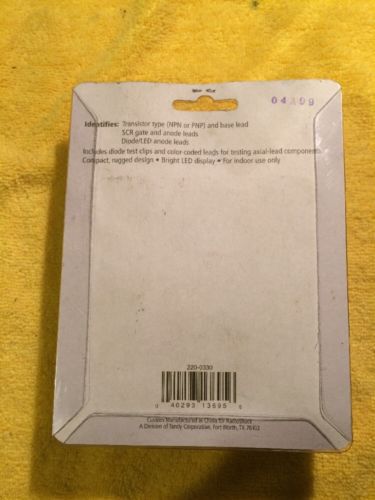 04A99
Identifies: Transistor type (NPN or PNP) and base lead
SCR gate and anode leads
Diode/LED anode leads
Includes diode test clips and color-coded leads for testing axial-lead components
Compact, rugged design • Bright LED display • For indoor use only
220-0330
0 40293 13695 5
Custom Manufactured in China for RadioShack
A Division of Tandy Corporation, Fort Worth, TX 76102